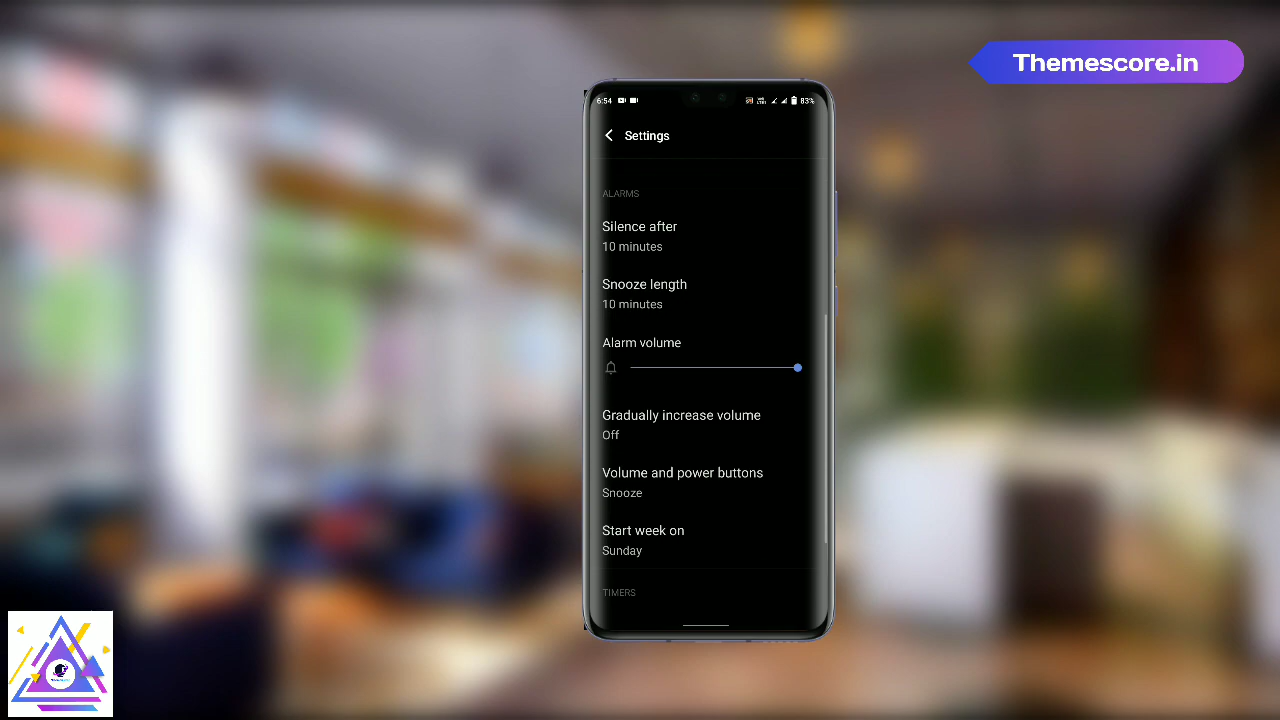 Themescore.in
6:54
83%
Settings
ALARMS
Silence after
10 minutes
Snooze length
10 minutes
Alarm volume
Gradually increase volume
Off
Volume and power buttons
Snooze
Start week on
Sunday
TIMERS